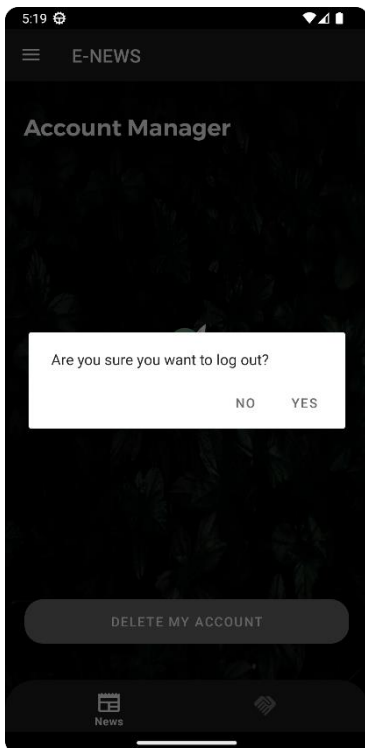 5:19
E-NEWS
Account Manager
Are you sure you want to log out?
NO YES
DELETE MY ACCOUNT
News